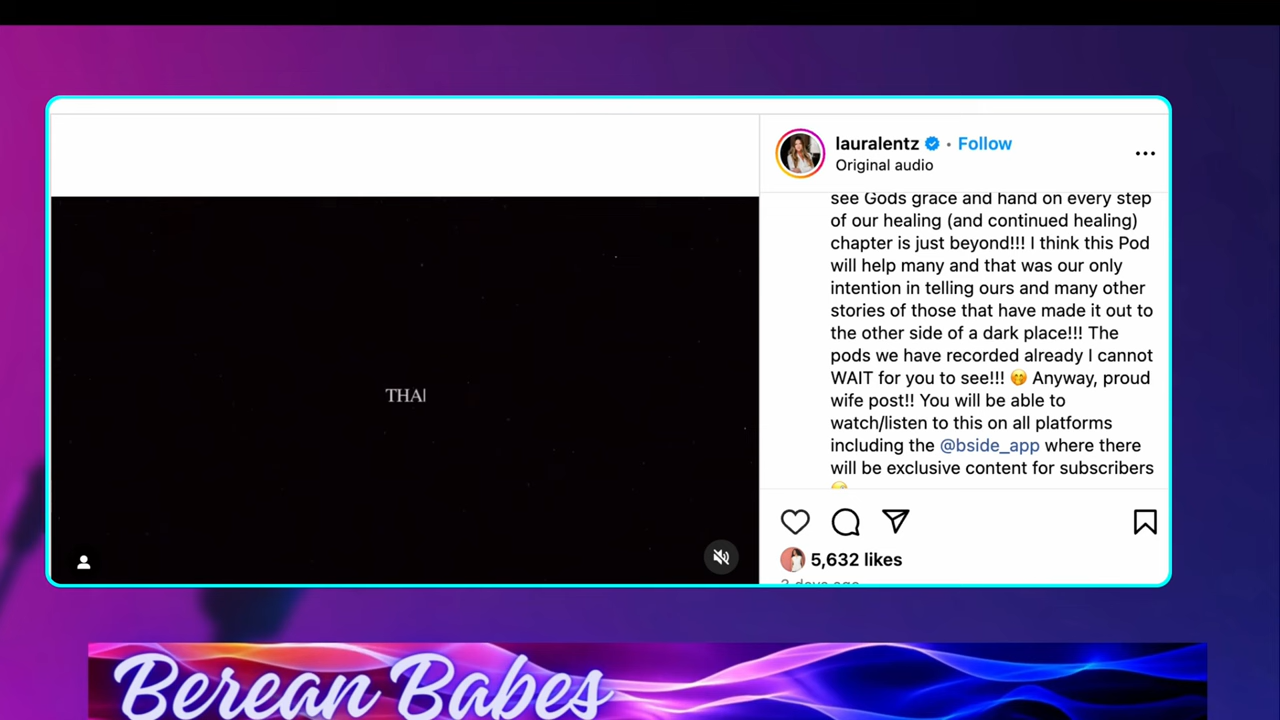 lauralentz • Follow
Original audio
see Gods grace and hand on every step
of our healing (and continued healing)
chapter is just beyond!!! I think this Pod
will help many and that was our only
intention in telling ours and many other
stories of those that have made it out to
the other side of a dark place!!! The
pods we have recorded already I cannot
WAIT for you to see!!! 🤭 Anyway, proud
wife post!! You will be able to
watch/listen to this on all platforms
including the @bside_app where there
will be exclusive content for subscribers
THA
5,632 likes
days ago
Berean Babes